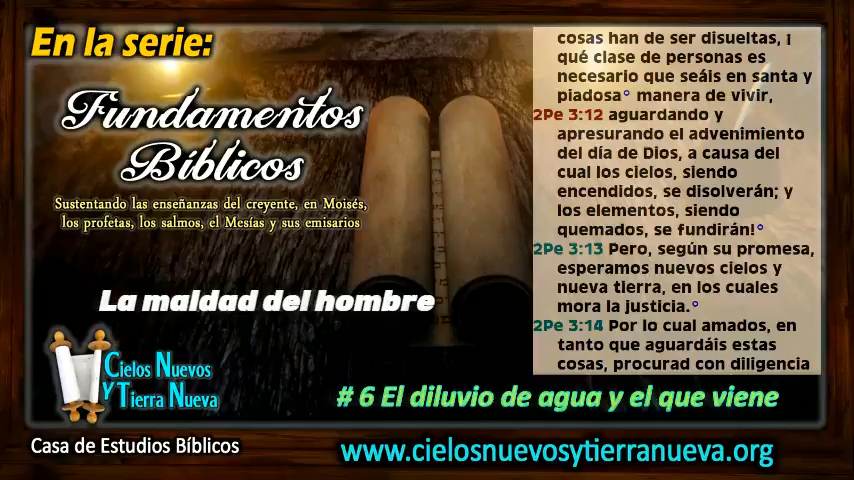 En la serie:
Fundamentos
Bíblicos
Sustentando las enseñanzas del creyente, en Moisés,
los profetas, los salmos, el Mesías y sus emisarios
La maldad del hombre
Cielos Nuevos
Y Tierra Nueva
Casa de Estudios Bíblicos
cosas han de ser disueltas, ¡
qué clase de personas es
necesario que seáis en santa y
piadosa° manera de vivir,
2Pe 3:12 aguardando y
apresurando el advenimiento
del día de Dios, a causa del
cual los cielos, siendo
encendidos, se disolverán; y
los elementos, siendo
quemados, se fundirán!°
2Pe 3:13 Pero, según su promesa,
esperamos nuevos cielos y
nueva tierra, en los cuales
mora la justicia.°
2Pe 3:14 Por lo cual amados, en
tanto que aguardáis estas
cosas, procurad con diligencia
# 6 El diluvio de agua y el que viene
www.cielosnuevosytierranueva.org